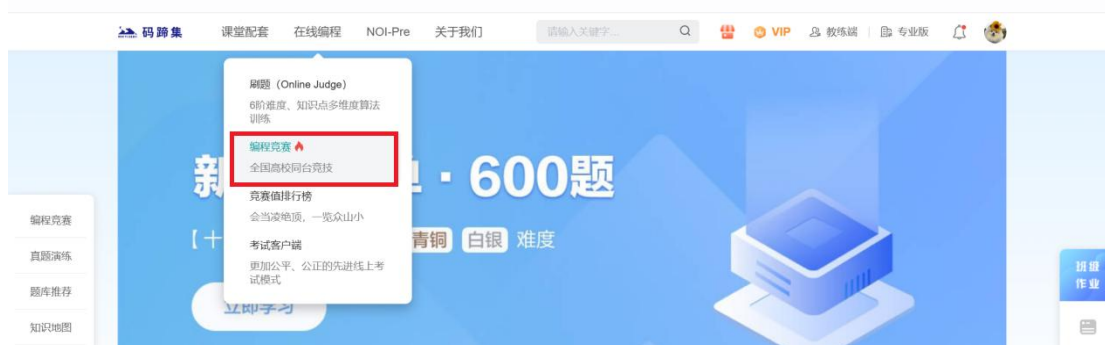 码蹄集 课堂配套 在线编程 NOI-Pre 关于我们 请输入关键字... VIP 教练端 专业版
刷题（Online Judge）
6阶难度、知识点多维度算法
训练
编程竞赛
全国高校同台竞技
竞赛值排行榜
会当凌绝顶，一览众山小
考试客户端
更加公平、公正的先进线上考
试模式
新 · 600题
【十 青铜 白银 难度
立即学习
编程竞赛
真题演练
题库推荐
知识地图
班级
作业